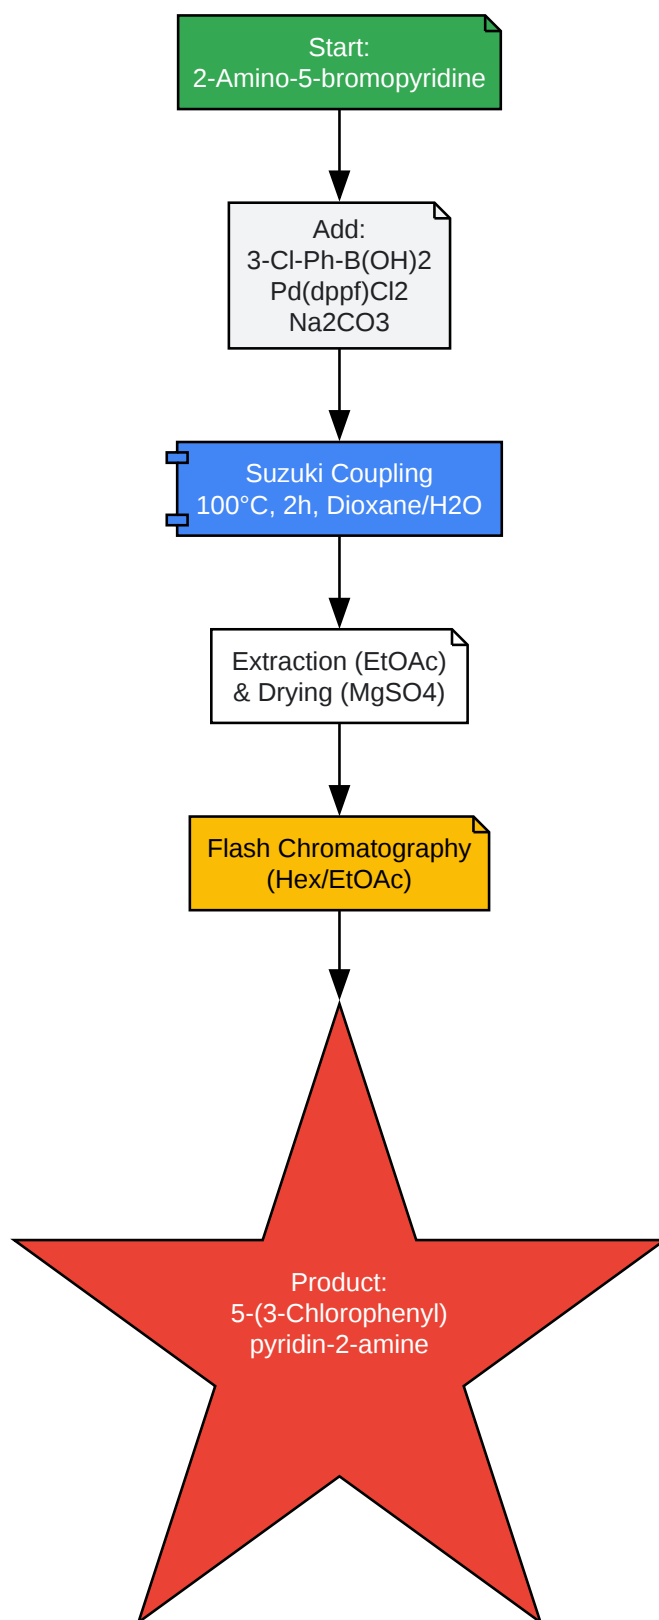 Start:
2-Amino-5-bromopyridine
Add:
3-Cl-Ph-B(OH)2
Pd(dppf)Cl2
Na2CO3
Suzuki Coupling
100°C, 2h, Dioxane/H2O
Extraction (EtOAc)
& Drying (MgSO4)
Flash Chromatography
(Hex/EtOAc)
Product:
5-(3-Chlorophenyl)
pyridin-2-amine